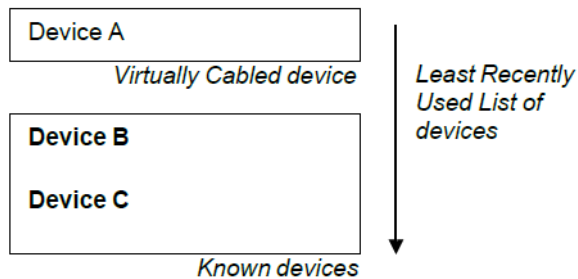 Device A
Virtually Cabled device
Least Recently
Used List of
devices
Device B
Device C
Known devices